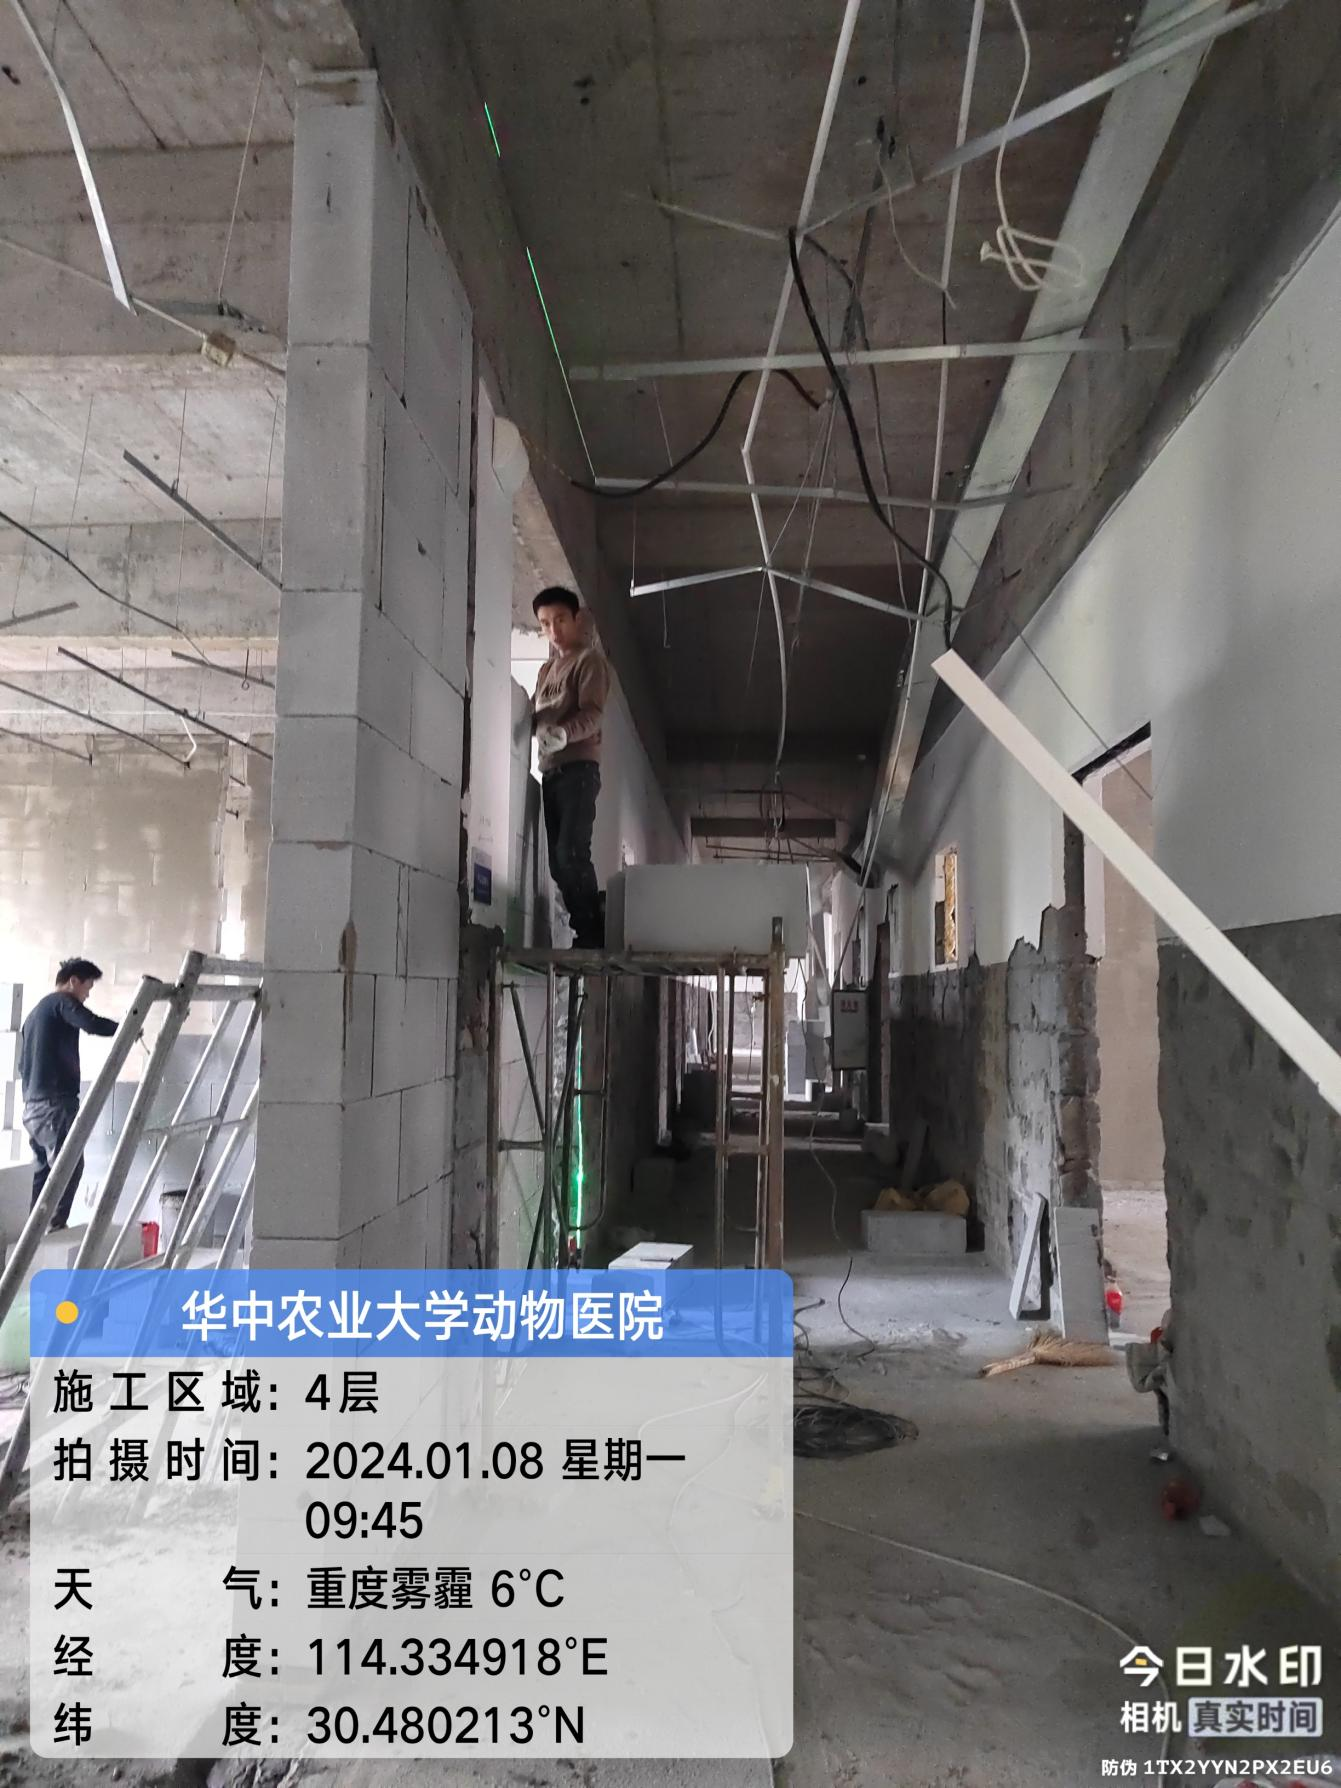 华中农业大学动物医院
施工区域：4层
拍摄时间：2024.01.08 星期一
09:45
天气：重度雾霾 6°C
经度：114.334918°E
纬度：30.480213°N
今日水印
相机 真实时间
防伪 1TX2YYN2PX2EU6